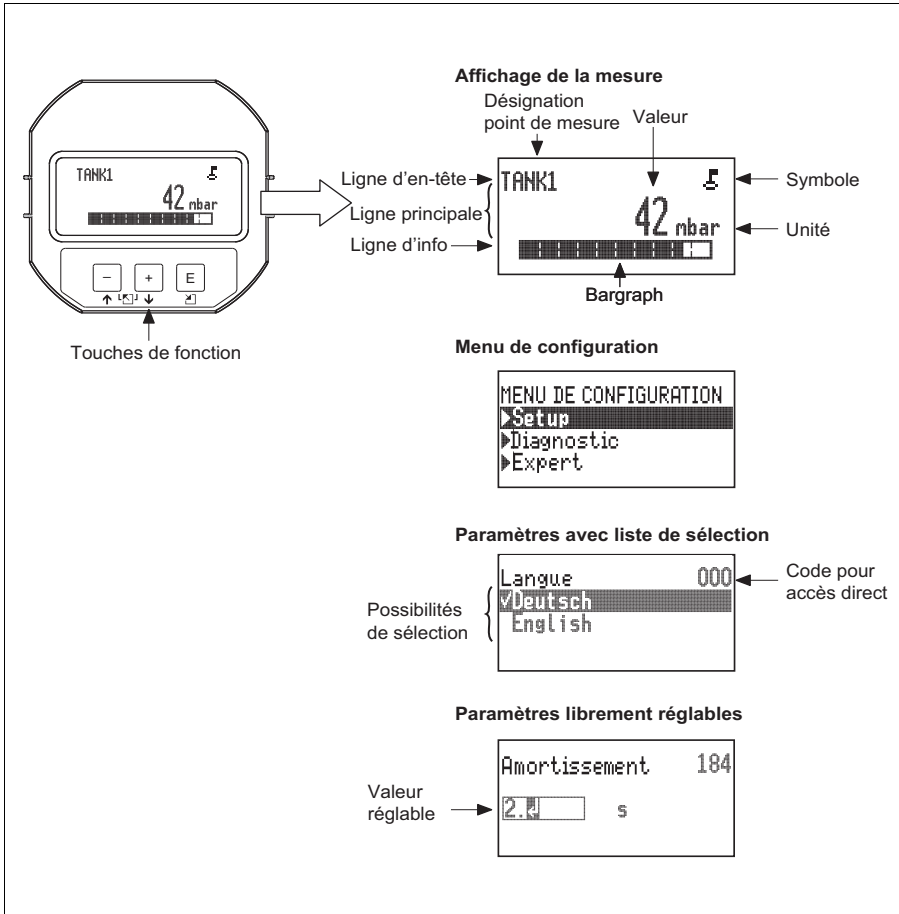 Affichage de la mesure
Désignation
point de mesure
Valeur
TANK1
42 mbar
– + E
Touches de fonction
Ligne d'en-tête
Ligne principale
Ligne d'info
TANK1
42 mbar
Symbole
Unité
Bargraph
Menu de configuration
MENU DE CONFIGURATION
Setup
Diagnostic
Expert
Paramètres avec liste de sélection
Langue 000
Deutsch
English
Possibilités
de sélection
Code pour
accès direct
Paramètres librement réglables
Amortissement 184
2. s
Valeur
réglable